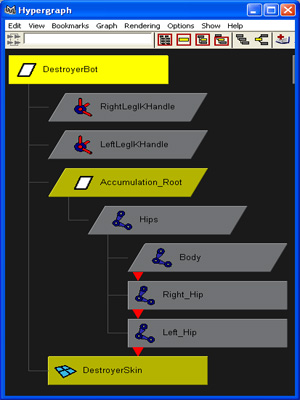 Hypergraph
Edit View Bookmarks Graph Rendering Options Show Help
DestroyerBot
RightLegIKHandle
LeftLegIKHandle
Accumulation_Root
Hips
Body
Right_Hip
Left_Hip
DestroyerSkin